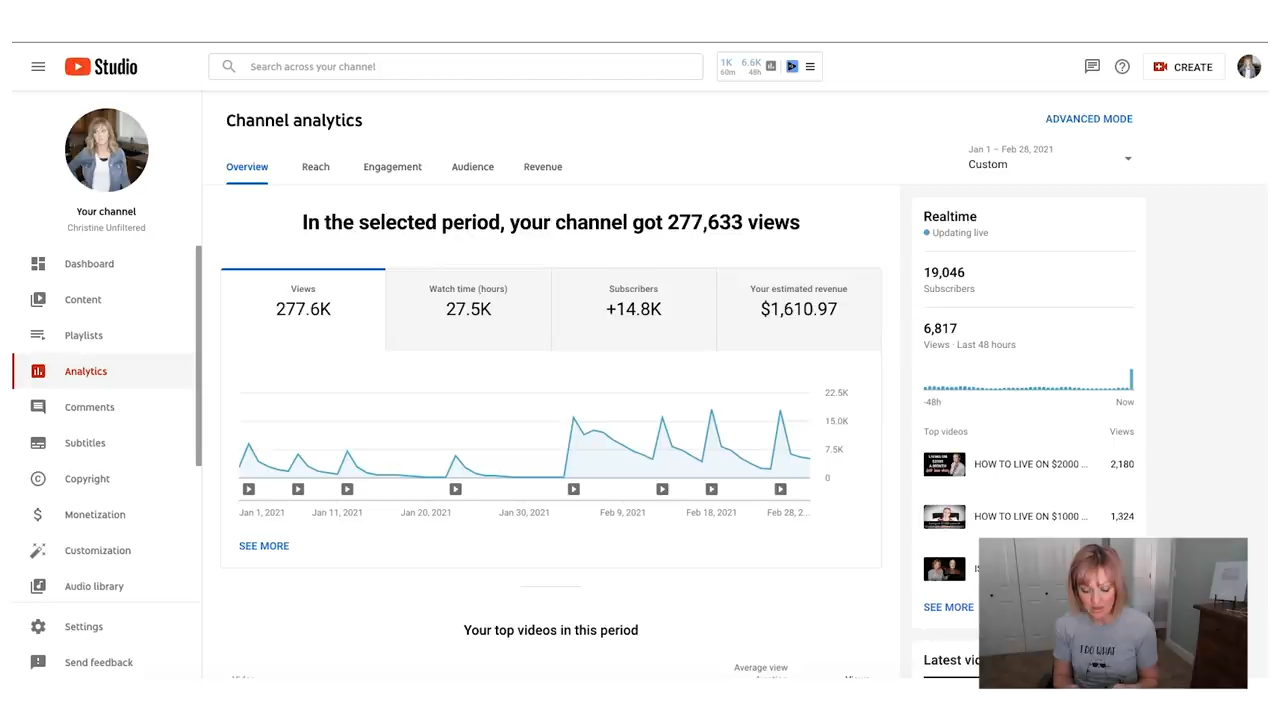 Studio
Search across your channel
1K 6.6K
60m 48h
CREATE
Your channel
Christine Unfiltered
Dashboard
Content
Playlists
Analytics
Comments
Subtitles
Copyright
Monetization
Customization
Audio library
Settings
Send feedback
Channel analytics
ADVANCED MODE
Jan 1 – Feb 28, 2021
Custom
Overview
Reach
Engagement
Audience
Revenue
In the selected period, your channel got 277,633 views
Views
277.6K
Watch time (hours)
27.5K
Subscribers
+14.8K
Your estimated revenue
$1,610.97
22.5K
15.0K
7.5K
0
Jan 1, 2021
Jan 11, 2021
Jan 20, 2021
Jan 30, 2021
Feb 9, 2021
Feb 18, 2021
Feb 28, 2...
SEE MORE
Your top videos in this period
Average view
Realtime
Updating live
19,046
Subscribers
6,817
Views · Last 48 hours
-48h
Now
Top videos
Views
HOW TO LIVE ON $2000 ...
2,180
HOW TO LIVE ON $1000 ...
1,324
SEE MORE
Latest
I DO WHAT